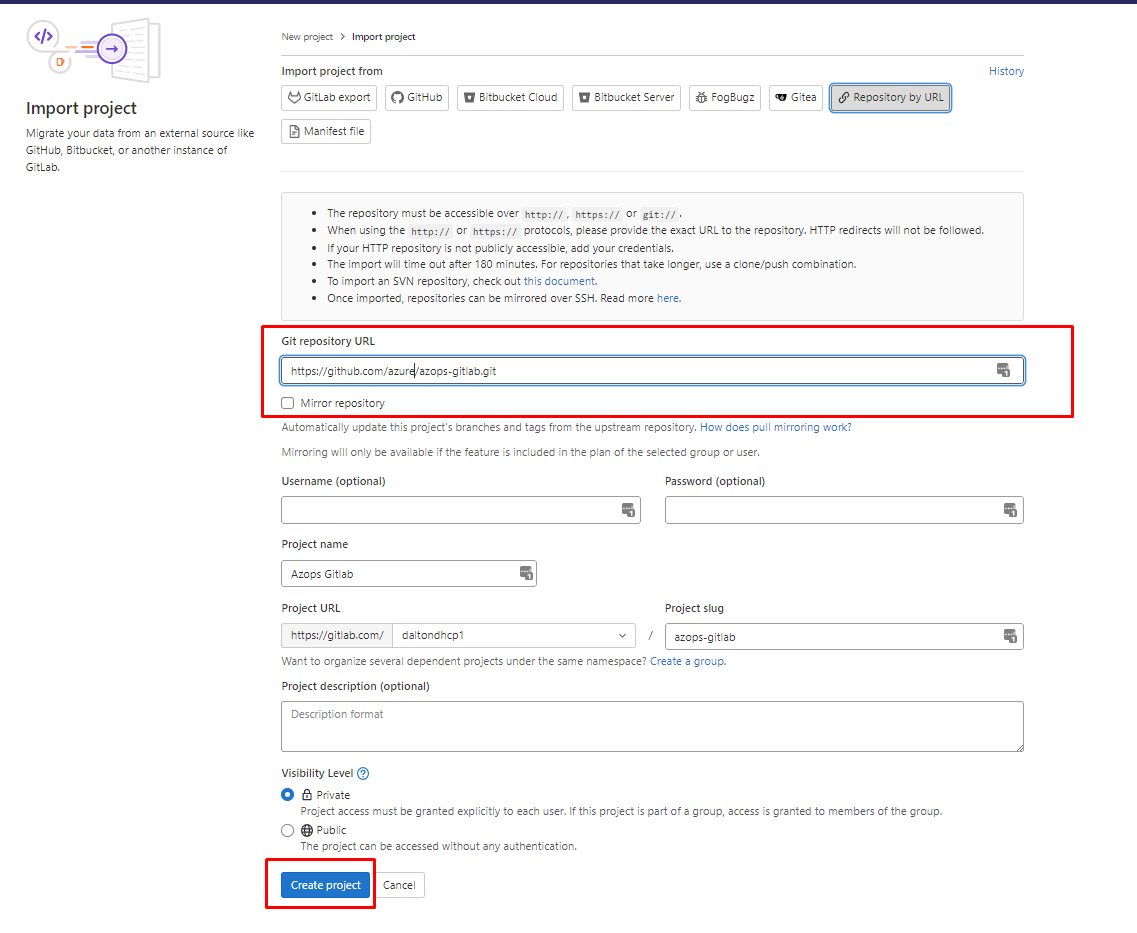 New project > Import project
Import project from
History
GitLab export
GitHub
Bitbucket Cloud
Bitbucket Server
FogBugz
Gitea
Repository by URL
Manifest file
Import project
Migrate your data from an external source like
GitHub, Bitbucket, or another instance of
GitLab.
• The repository must be accessible over http://, https:// or git://.
• When using the http:// or https:// protocols, please provide the exact URL to the repository. HTTP redirects will not be followed.
• If your HTTP repository is not publicly accessible, add your credentials.
• The import will time out after 180 minutes. For repositories that take longer, use a clone/push combination.
• To import an SVN repository, check out this document.
• Once imported, repositories can be mirrored over SSH. Read more here.
Git repository URL
https://github.com/azure/azops-gitlab.git
Mirror repository
Automatically update this project's branches and tags from the upstream repository. How does pull mirroring work?
Mirroring will only be available if the feature is included in the plan of the selected group or user.
Username (optional)
Password (optional)
Project name
Azops Gitlab
Project URL
Project slug
https://gitlab.com/
daltondhcp1
/
azops-gitlab
Want to organize several dependent projects under the same namespace? Create a group.
Project description (optional)
Description format
Visibility Level
Private
Project access must be granted explicitly to each user. If this project is part of a group, access is granted to members of the group.
Public
The project can be accessed without any authentication.
Create project
Cancel